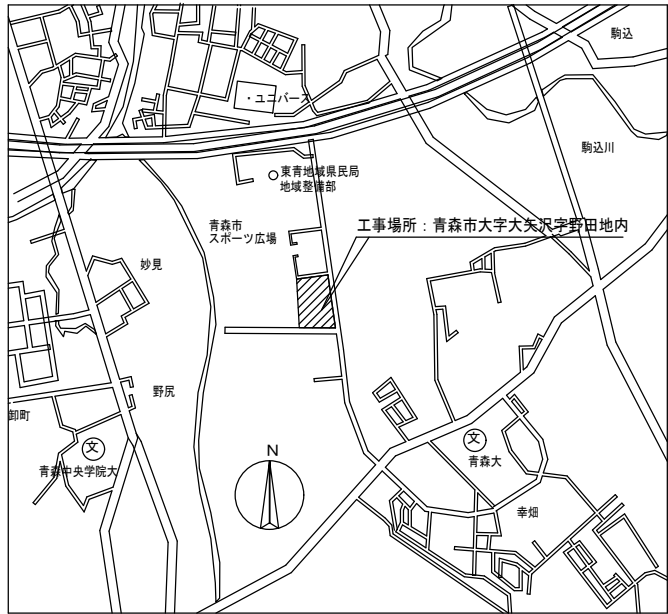 駒込
・ユニバース
駒込川
東青地域県民局
地域整備部
青森市
スポーツ広場
工事場所：青森市大字大矢沢字野田地内
妙見
野尻
卸町
文
青森中央学院大
N
文
青森大
幸畑